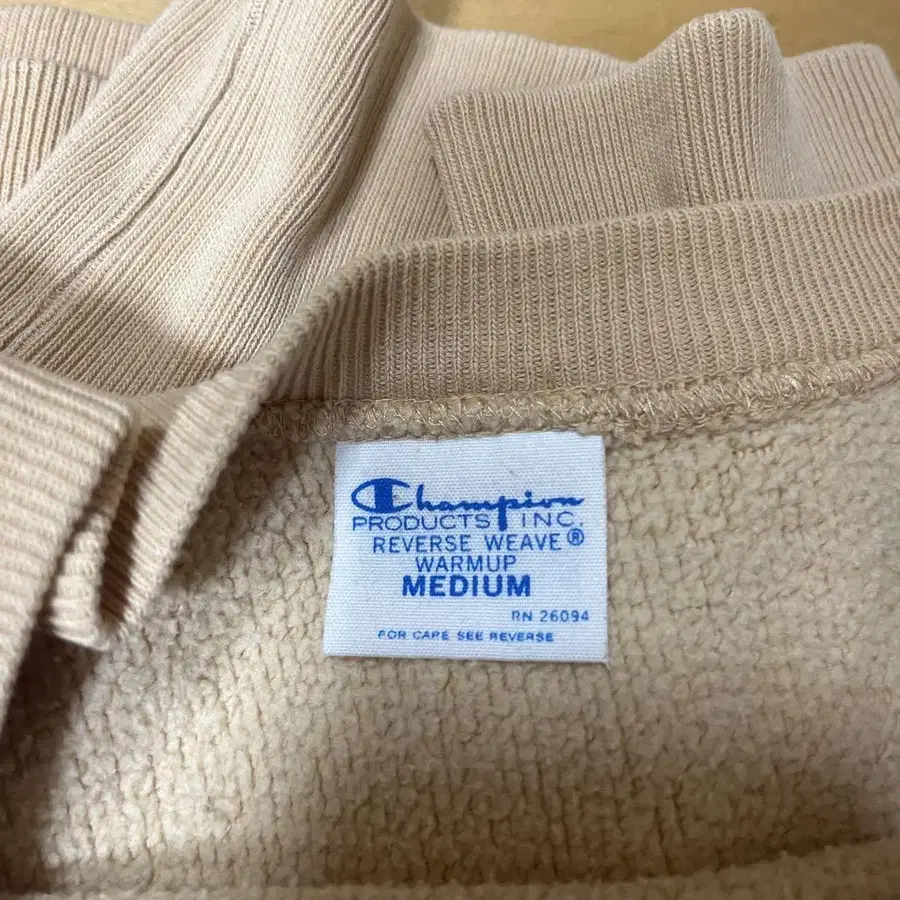 Champion
PRODUCTS INC.
REVERSE WEAVE®
WARMUP
MEDIUM
RN 26094
FOR CARE SEE REVERSE